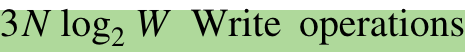 3N log₂ W Write operations